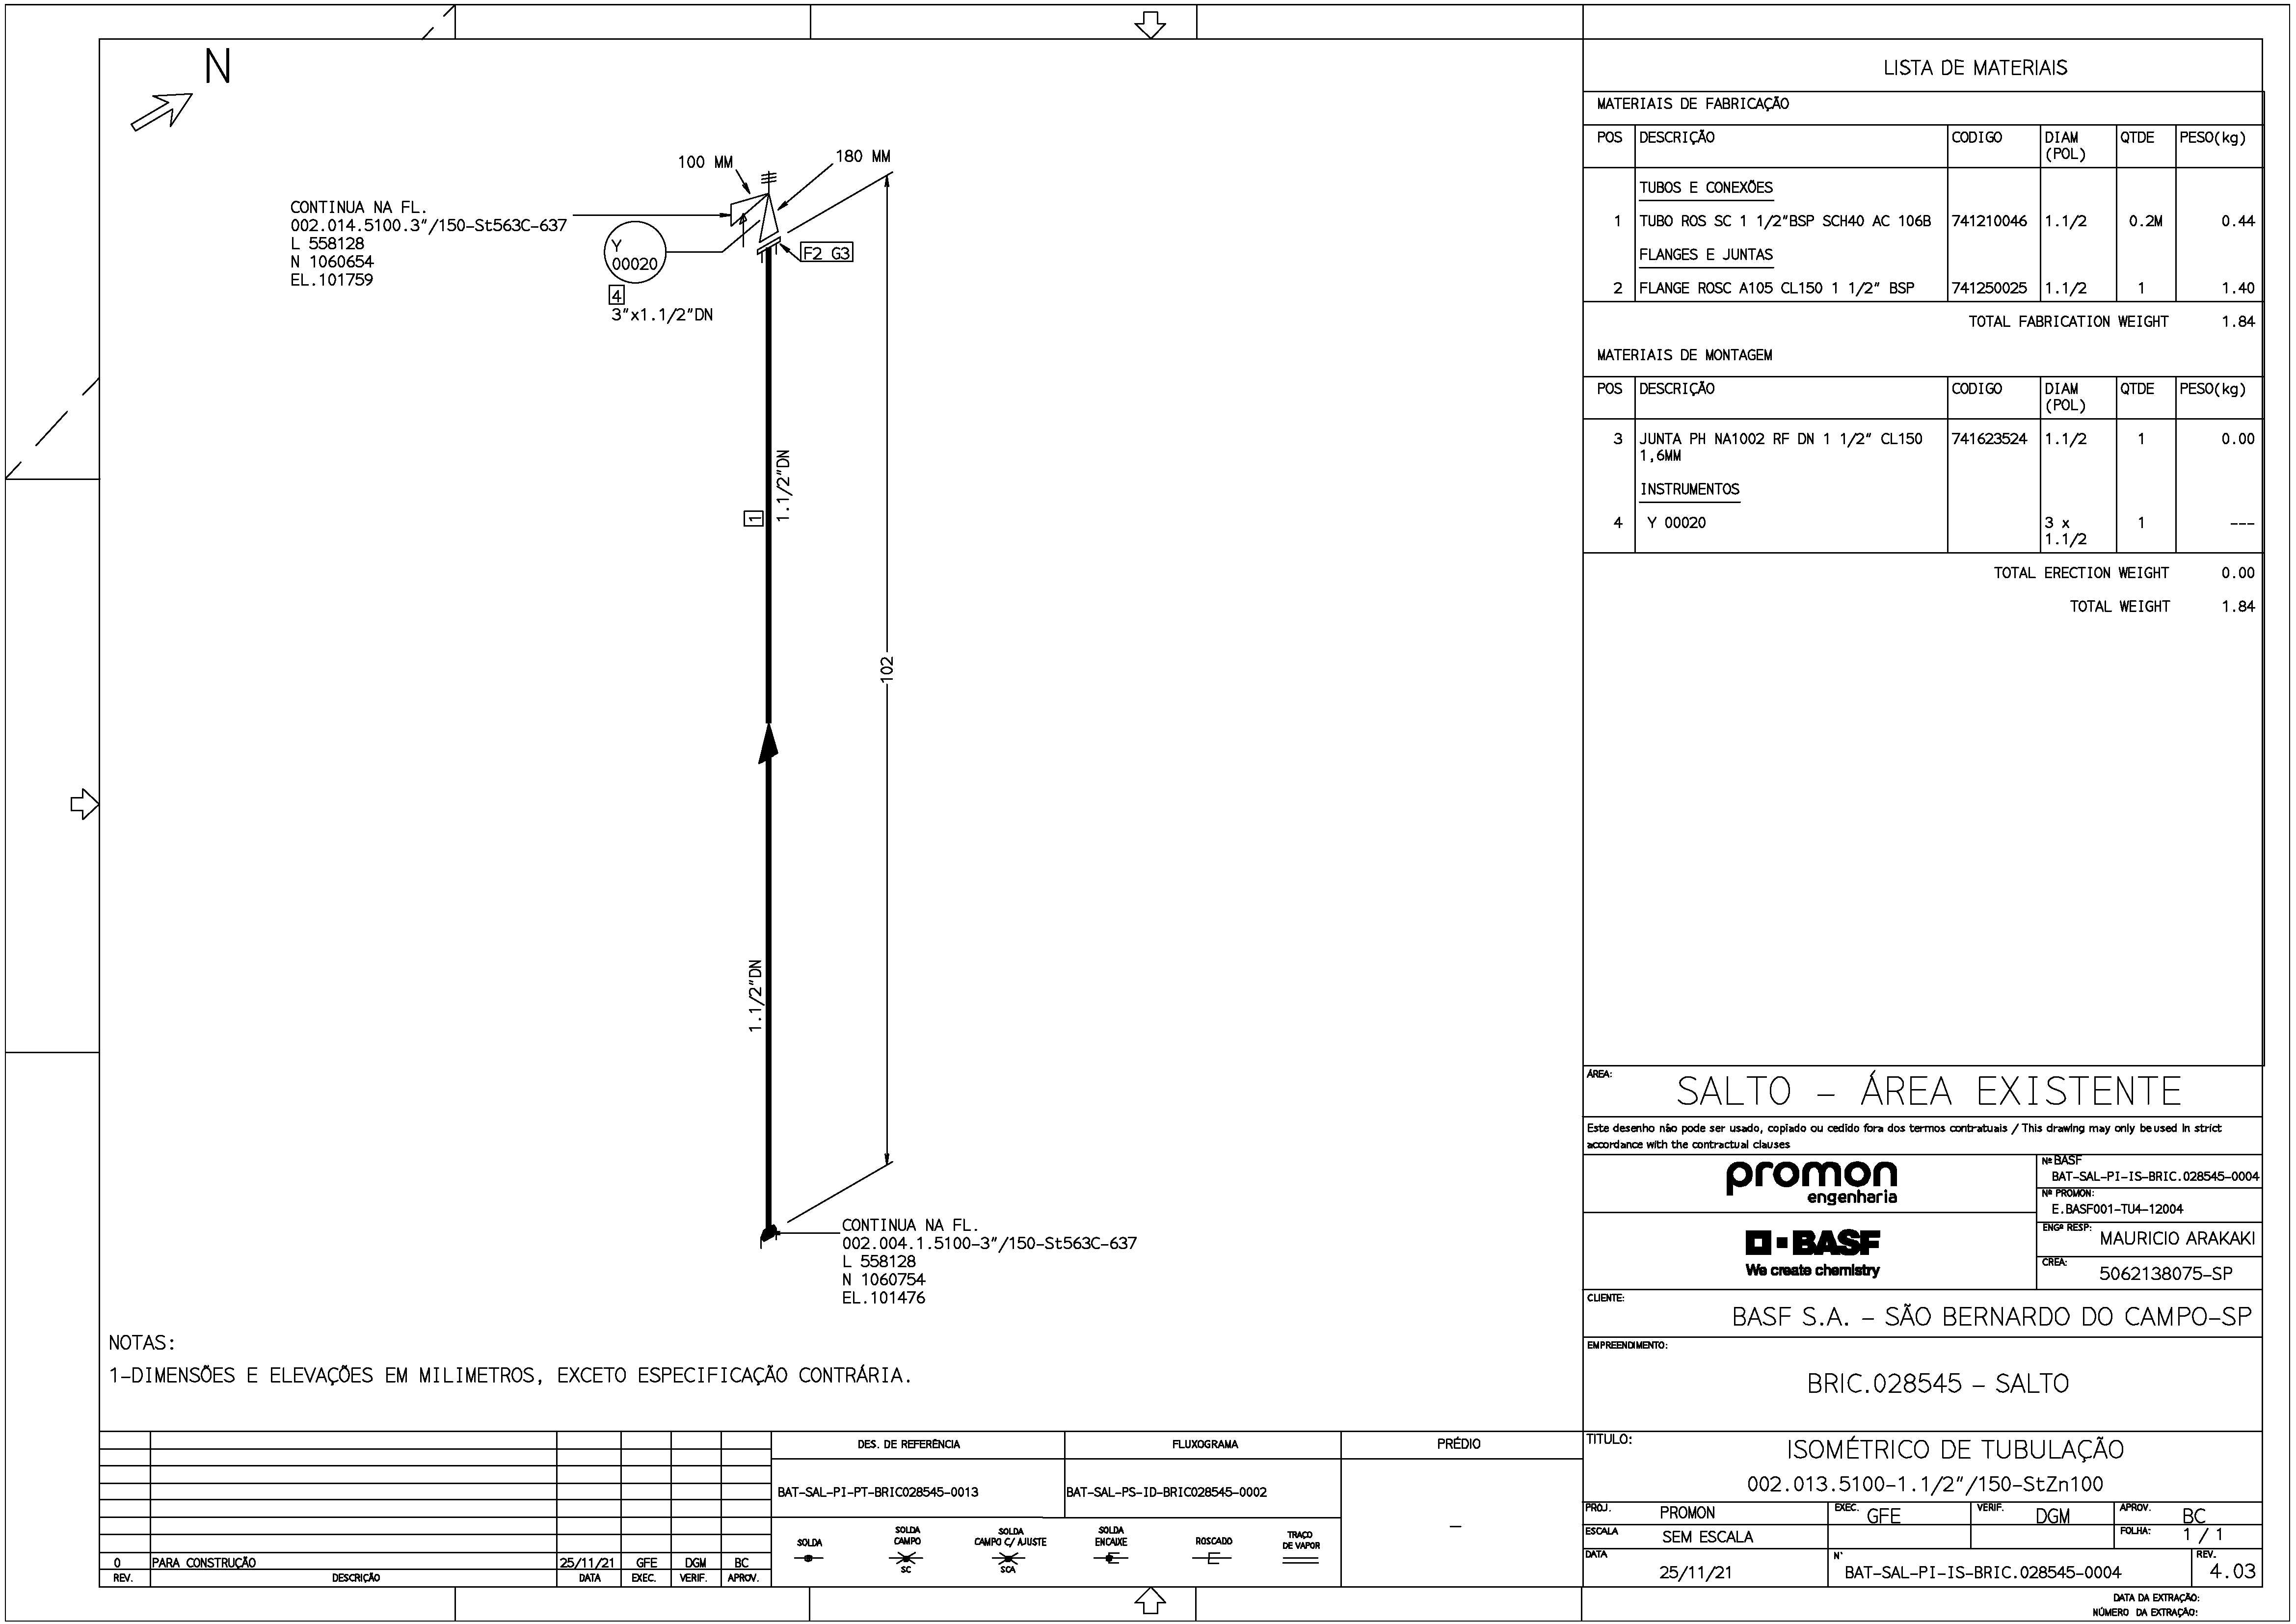 N
100 MM
180 MM
CONTINUA NA FL.
002.014.5100.3"/150-St563C-637
L 558128
N 1060654
EL.101759
Y
00020
F2 G3
4
3"x1.1/2"DN
1.1/2"DN
1
102
1.1/2"DN
CONTINUA NA FL.
002.004.1.5100-3"/150-St563C-637
L 558128
N 1060754
EL.101476
NOTAS:
1-DIMENSÕES E ELEVAÇÕES EM MILIMETROS, EXCETO ESPECIFICAÇÃO CONTRÁRIA.
LISTA DE MATERIAIS
MATERIAIS DE FABRICAÇÃO
POS DESCRIÇÃO CODIGO DIAM (POL) QTDE PESO(kg)
TUBOS E CONEXÕES
1 TUBO ROS SC 1 1/2"BSP SCH40 AC 106B 741210046 1.1/2 0.2M 0.44
FLANGES E JUNTAS
2 FLANGE ROSC A105 CL150 1 1/2" BSP 741250025 1.1/2 1 1.40
TOTAL FABRICATION WEIGHT 1.84
MATERIAIS DE MONTAGEM
POS DESCRIÇÃO CODIGO DIAM (POL) QTDE PESO(kg)
3 JUNTA PH NA1002 RF DN 1 1/2" CL150 741623524 1.1/2 1 0.00
1,6MM
INSTRUMENTOS
4 Y 00020 3 x 1 ---
1.1/2
TOTAL ERECTION WEIGHT 0.00
TOTAL WEIGHT 1.84
ÁREA:
SALTO - ÁREA EXISTENTE
Este desenho não pode ser usado, copiado ou cedido fora dos termos contratuais / This drawing may only be used in strict
accordance with the contractual clauses
promon
engenharia
Nº BASF
BAT-SAL-PI-IS-BRIC.028545-0004
Nº PROMON:
E.BASF001-TU4-12004
BASF
We create chemistry
ENGº RESP:
MAURICIO ARAKAKI
CREA:
5062138075-SP
CLIENTE:
BASF S.A. - SÃO BERNARDO DO CAMPO-SP
EMPREENDIMENTO:
BRIC.028545 - SALTO
TITULO:
ISOMÉTRICO DE TUBULAÇÃO
002.013.5100-1.1/2"/150-StZn100
PROJ. PROMON EXEC. GFE VERIF. DGM APROV. BC
ESCALA SEM ESCALA FOLHA: 1 / 1
DATA 25/11/21 N° BAT-SAL-PI-IS-BRIC.028545-0004 REV. 4.03
DATA DA EXTRAÇÃO:
NÚMERO DA EXTRAÇÃO:
DES. DE REFERÊNCIA FLUXOGRAMA PRÉDIO
BAT-SAL-PI-PT-BRIC028545-0013 BAT-SAL-PS-ID-BRIC028545-0002 -
SOLDA
SOLDA CAMPO
SC
SOLDA CAMPO C/ AJUSTE
SCA
SOLDA ENCAIXE
ROSCADO
TRAÇO DE VAPOR
0 PARA CONSTRUÇÃO 25/11/21 GFE DGM BC
REV. DESCRIÇÃO DATA EXEC. VERIF. APROV.